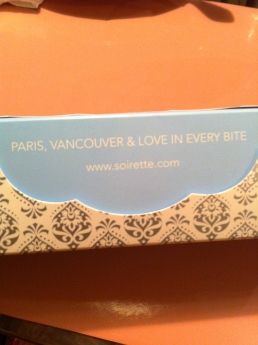 PARIS, VANCOUVER & LOVE IN EVERY BITE
www.soirette.com